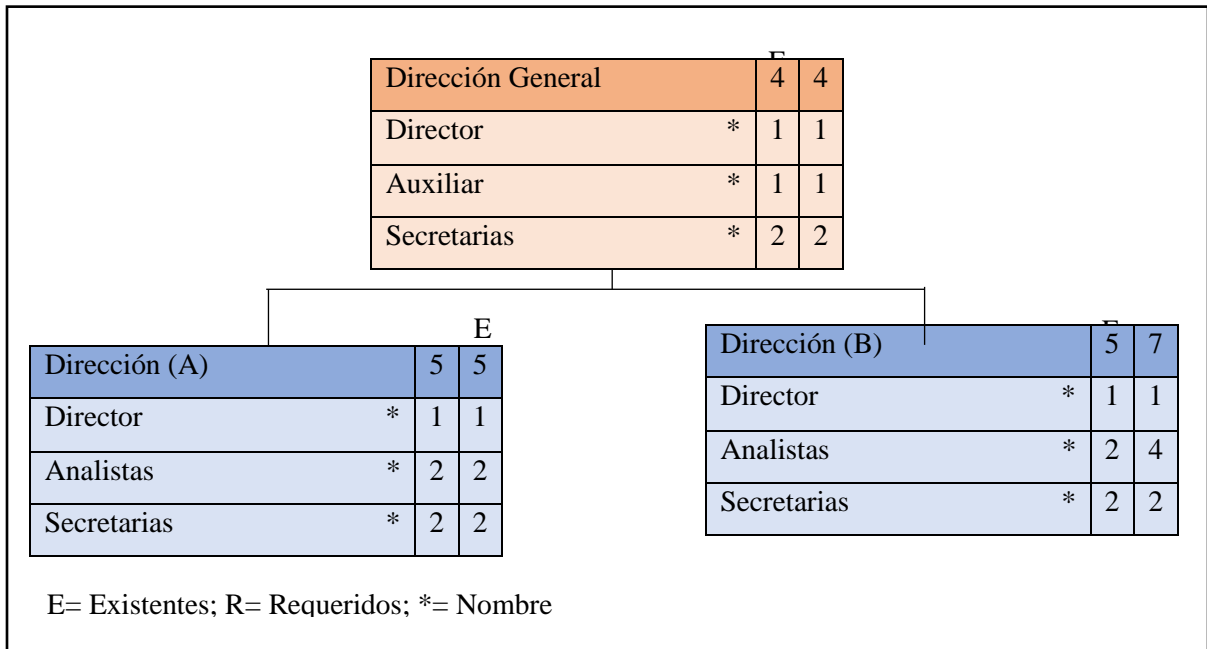 E
Dirección General 4 4
Director * 1 1
Auxiliar * 1 1
Secretarias * 2 2
E
Dirección (A) 5 5
Director * 1 1
Analistas * 2 2
Secretarias * 2 2
E
Dirección (B) 5 7
Director * 1 1
Analistas * 2 4
Secretarias * 2 2
E= Existentes; R= Requeridos; *= Nombre